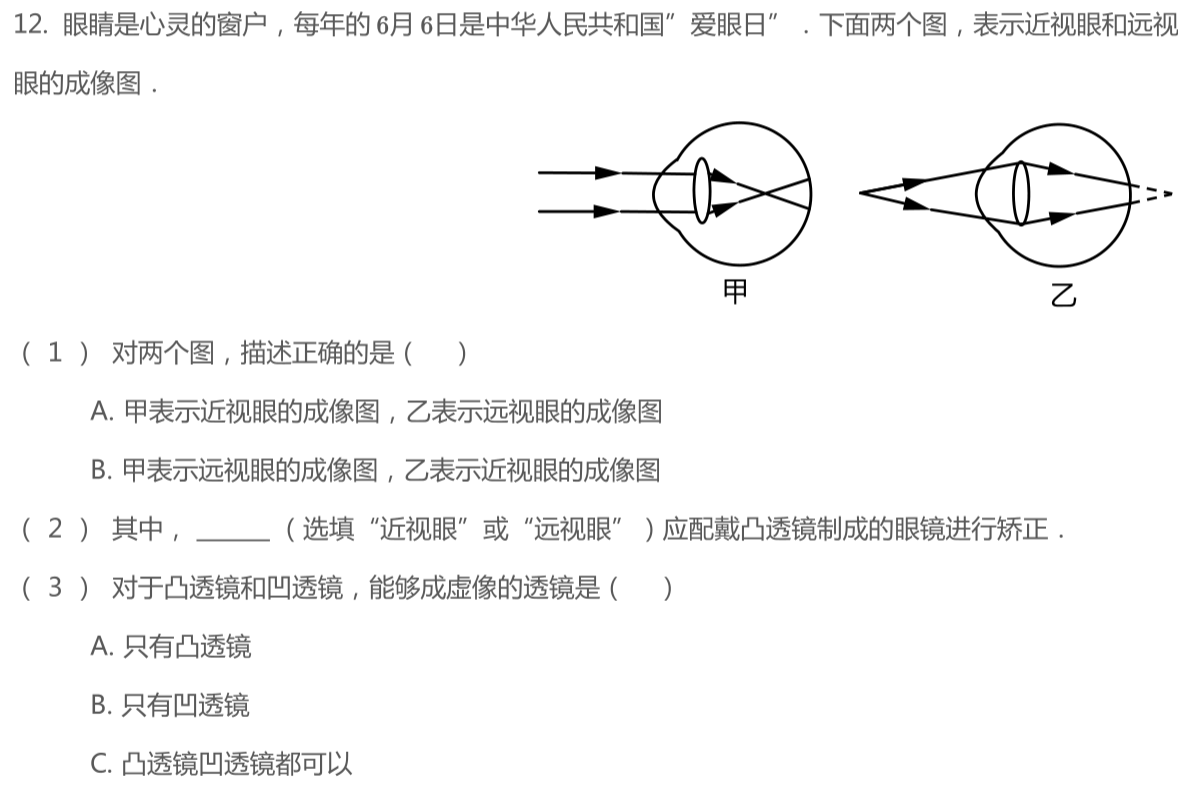 12. 眼睛是心灵的窗户，每年的 6月 6日是中华人民共和国”爱眼日”．下面两个图，表示近视眼和远视
眼的成像图．
甲 乙
（ 1 ） 对两个图，描述正确的是（ ）
A. 甲表示近视眼的成像图，乙表示远视眼的成像图
B. 甲表示远视眼的成像图，乙表示近视眼的成像图
（ 2 ） 其中，______（选填“近视眼”或“远视眼”）应配戴凸透镜制成的眼镜进行矫正．
（ 3 ） 对于凸透镜和凹透镜，能够成虚像的透镜是（ ）
A. 只有凸透镜
B. 只有凹透镜
C. 凸透镜凹透镜都可以